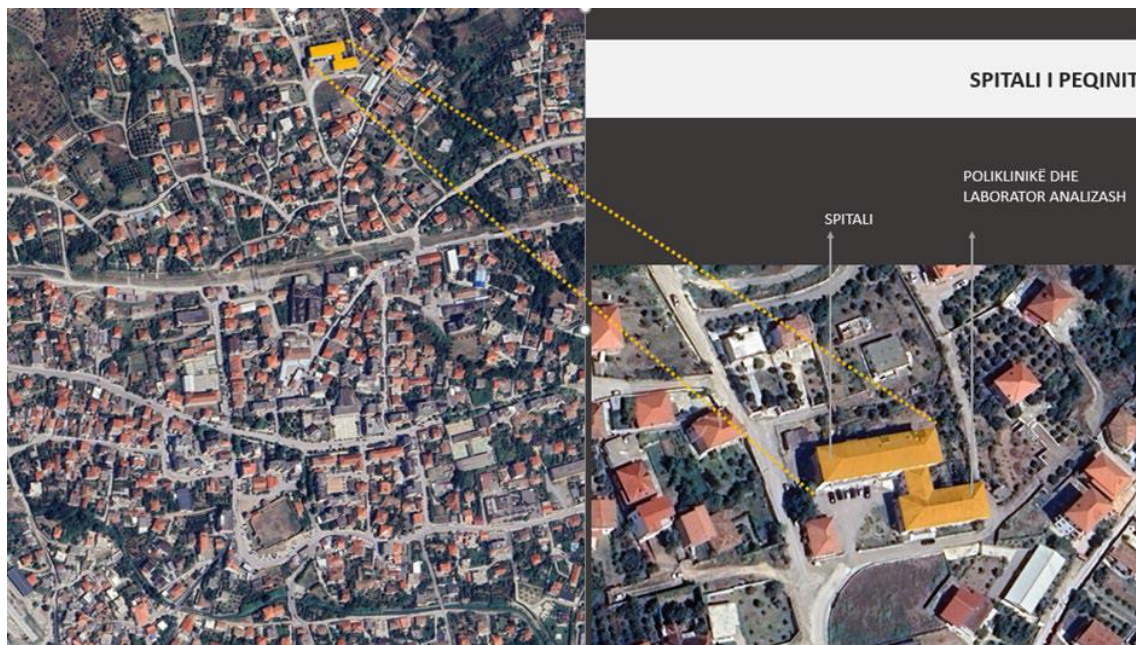 SPITALI I PEQINIT
POLIKLINIKË DHE
LABORATOR ANALIZASH
SPITALI